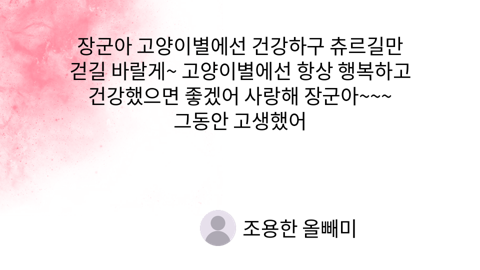 장군아 고양이별에선 건강하구 츄르길만
걷길 바랄게~ 고양이별에선 항상 행복하고
건강했으면 좋겠어 사랑해 장군아~~~
그동안 고생했어
조용한 올빼미